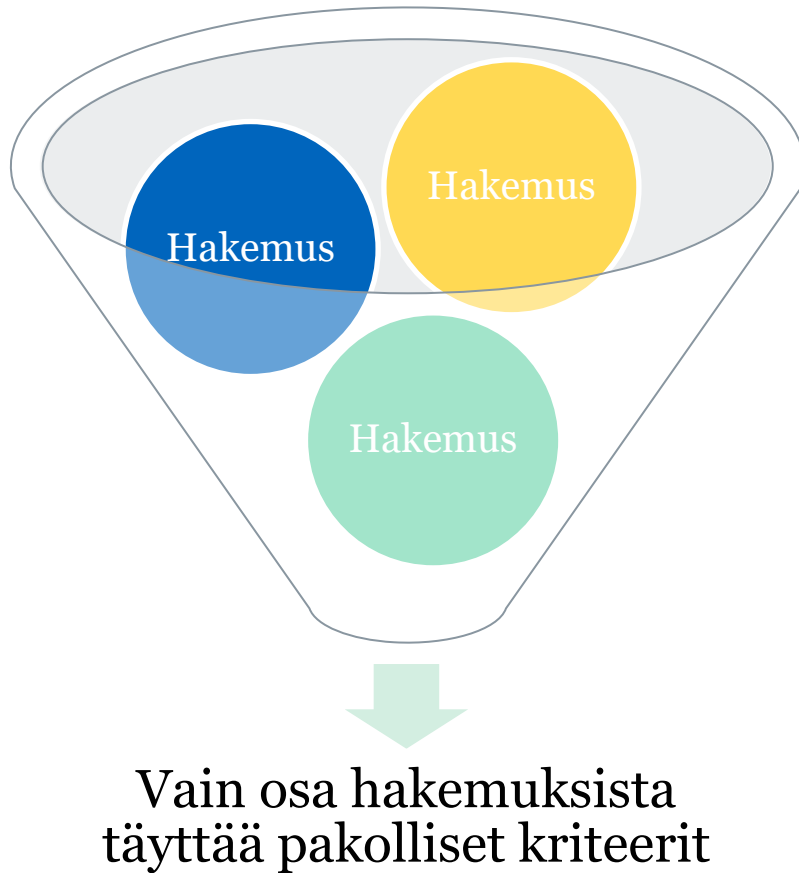 Hakemus
Hakemus
Hakemus
Vain osa hakemuksista
täyttää pakolliset kriteerit